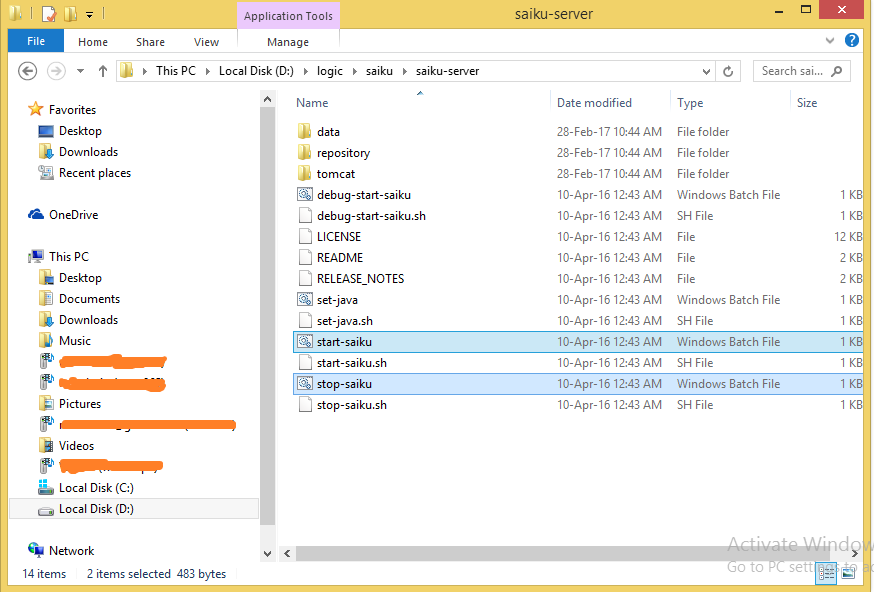 Application Tools
saiku-server
File Home Share View Manage
This PC Local Disk (D:) logic saiku saiku-server
Search sai...
Name Date modified Type Size
Favorites
Desktop
Downloads
Recent places
OneDrive
This PC
Desktop
Documents
Downloads
Music
Pictures
Videos
Local Disk (C:)
Local Disk (D:)
Network
data 28-Feb-17 10:44 AM File folder
repository 28-Feb-17 10:44 AM File folder
tomcat 28-Feb-17 10:44 AM File folder
debug-start-saiku 10-Apr-16 12:43 AM Windows Batch File 1 KB
debug-start-saiku.sh 10-Apr-16 12:43 AM SH File 1 KB
LICENSE 10-Apr-16 12:43 AM File 12 KB
README 10-Apr-16 12:43 AM File 2 KB
RELEASE_NOTES 10-Apr-16 12:43 AM File 2 KB
set-java 10-Apr-16 12:43 AM Windows Batch File 1 KB
set-java.sh 10-Apr-16 12:43 AM SH File 1 KB
start-saiku 10-Apr-16 12:43 AM Windows Batch File 1 KB
start-saiku.sh 10-Apr-16 12:43 AM SH File 1 KB
stop-saiku 10-Apr-16 12:43 AM Windows Batch File 1 KB
stop-saiku.sh 10-Apr-16 12:43 AM SH File 1 KB
Activate Window
Go to PC settings to a
14 items 2 items selected 483 bytes